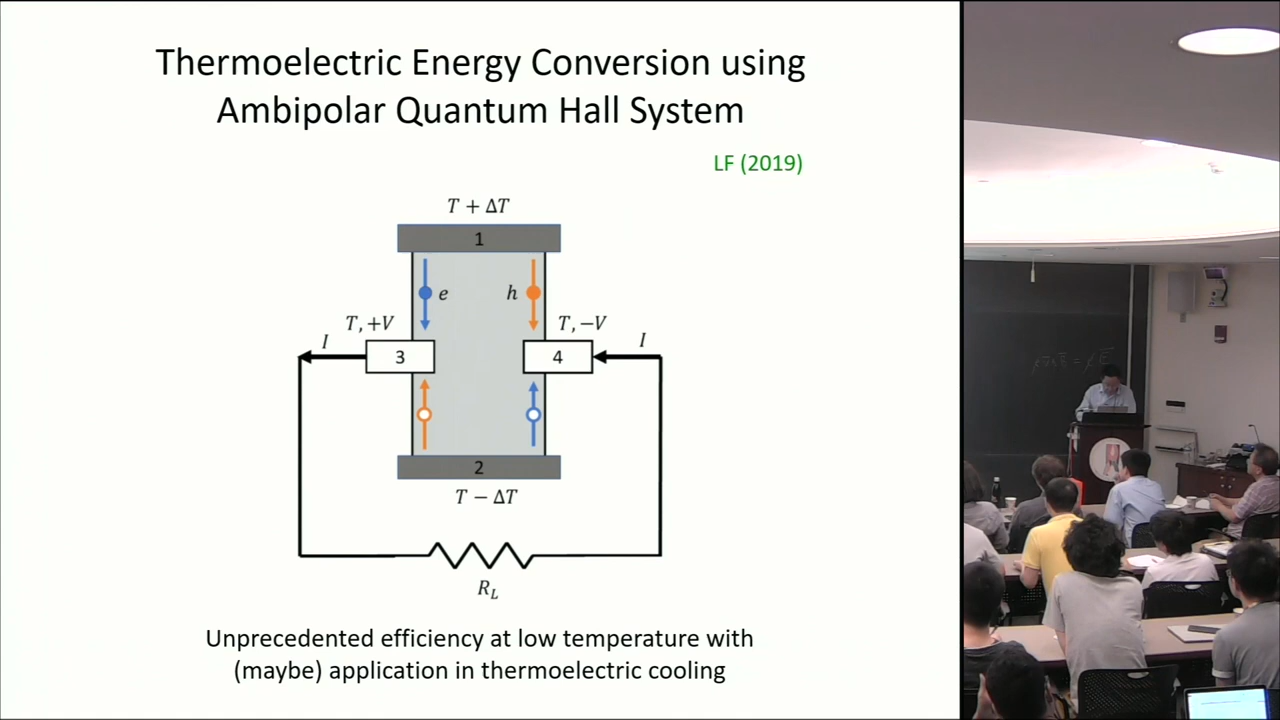 Thermoelectric Energy Conversion using
Ambipolar Quantum Hall System
LF (2019)
T + ΔT
1
e
h
T, +V
T, −V
I
I
3
4
2
T − ΔT
R_L
Unprecedented efficiency at low temperature with
(maybe) application in thermoelectric cooling